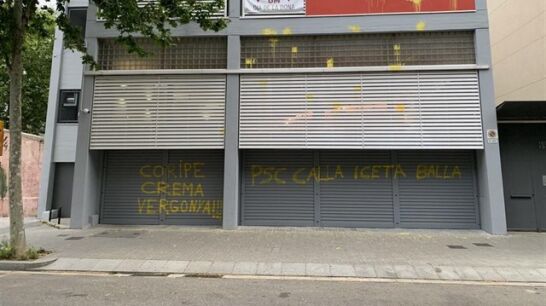 CORIPE
CREMA
VERGONYA!!
PSC CALLA ICETA BALLA